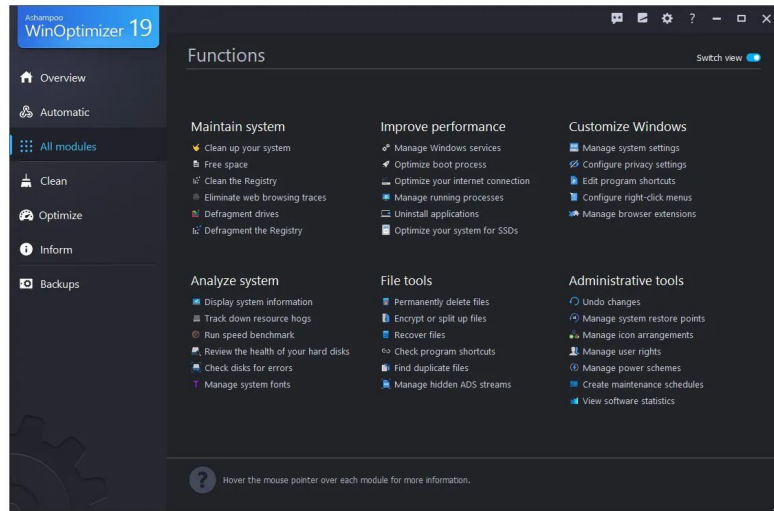 Ashampoo
WinOptimizer 19
?
Overview
Automatic
All modules
Clean
Optimize
Inform
Backups
Functions
Switch view
Maintain system
Clean up your system
Free space
Clean the Registry
Eliminate web browsing traces
Defragment drives
Defragment the Registry
Improve performance
Manage Windows services
Optimize boot process
Optimize your internet connection
Manage running processes
Uninstall applications
Optimize your system for SSDs
Customize Windows
Manage system settings
Configure privacy settings
Edit program shortcuts
Configure right-click menus
Manage browser extensions
Analyze system
Display system information
Track down resource hogs
Run speed benchmark
Review the health of your hard disks
Check disks for errors
Manage system fonts
File tools
Permanently delete files
Encrypt or split up files
Recover files
Check program shortcuts
Find duplicate files
Manage hidden ADS streams
Administrative tools
Undo changes
Manage system restore points
Manage icon arrangements
Manage user rights
Manage power schemes
Create maintenance schedules
View software statistics
? Hover the mouse pointer over each module for more information.